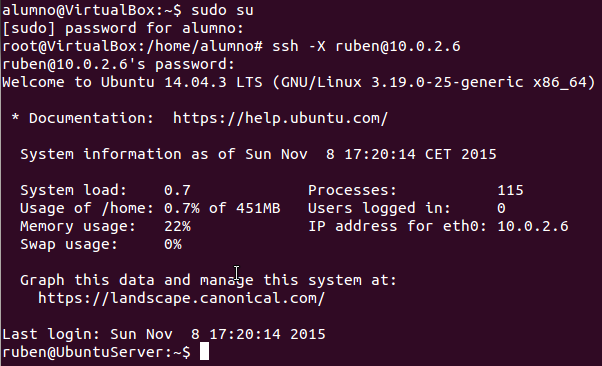 alumno@VirtualBox:~$ sudo su
[sudo] password for alumno:
root@VirtualBox:/home/alumno# ssh -X ruben@10.0.2.6
ruben@10.0.2.6's password:
Welcome to Ubuntu 14.04.3 LTS (GNU/Linux 3.19.0-25-generic x86_64)
* Documentation:  https://help.ubuntu.com/
System information as of Sun Nov  8 17:20:14 CET 2015
System load:    0.7                Processes:           115
Usage of /home: 0.7% of 451MB   Users logged in:     0
Memory usage:   22%             IP address for eth0: 10.0.2.6
Swap usage:     0%
Graph this data and manage this system at:
https://landscape.canonical.com/
Last login: Sun Nov  8 17:20:14 2015
ruben@UbuntuServer:~$